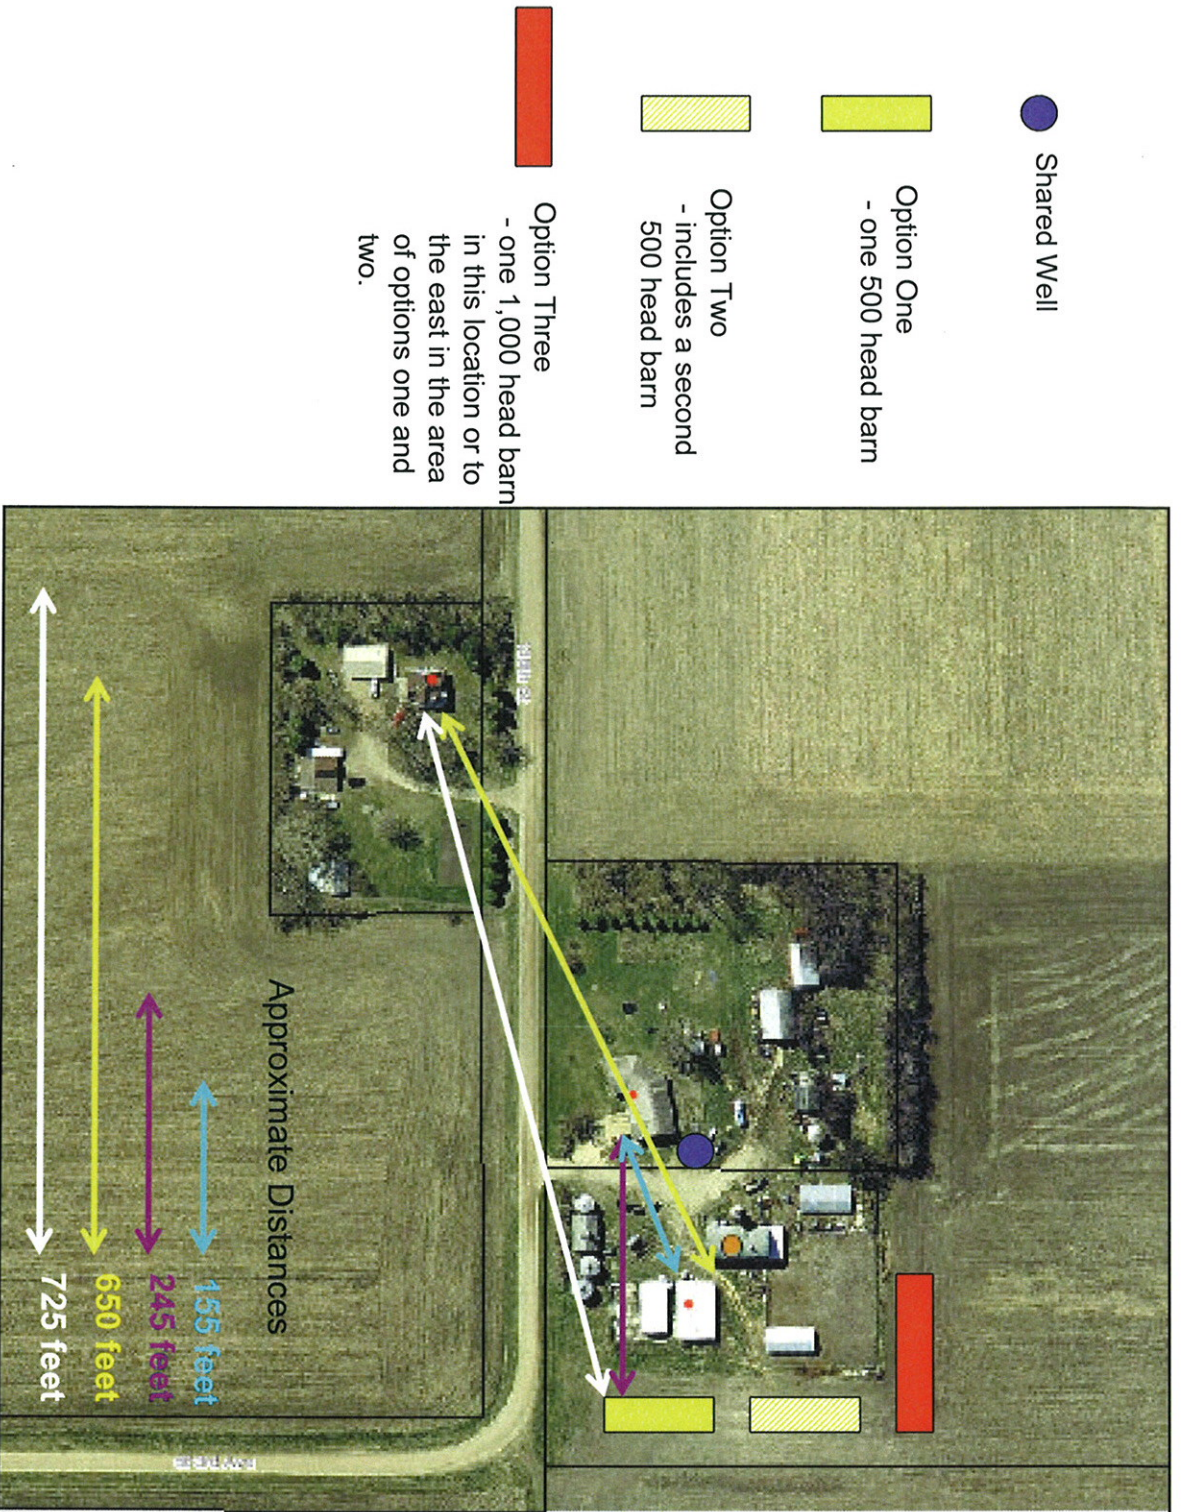 Shared Well
Option One
- one 500 head barn
Option Two
- includes a second
500 head barn
Option Three
- one 1,000 head barn
in this location or to
the east in the area
of options one and
two.
Approximate Distances
155 feet
245 feet
650 feet
725 feet